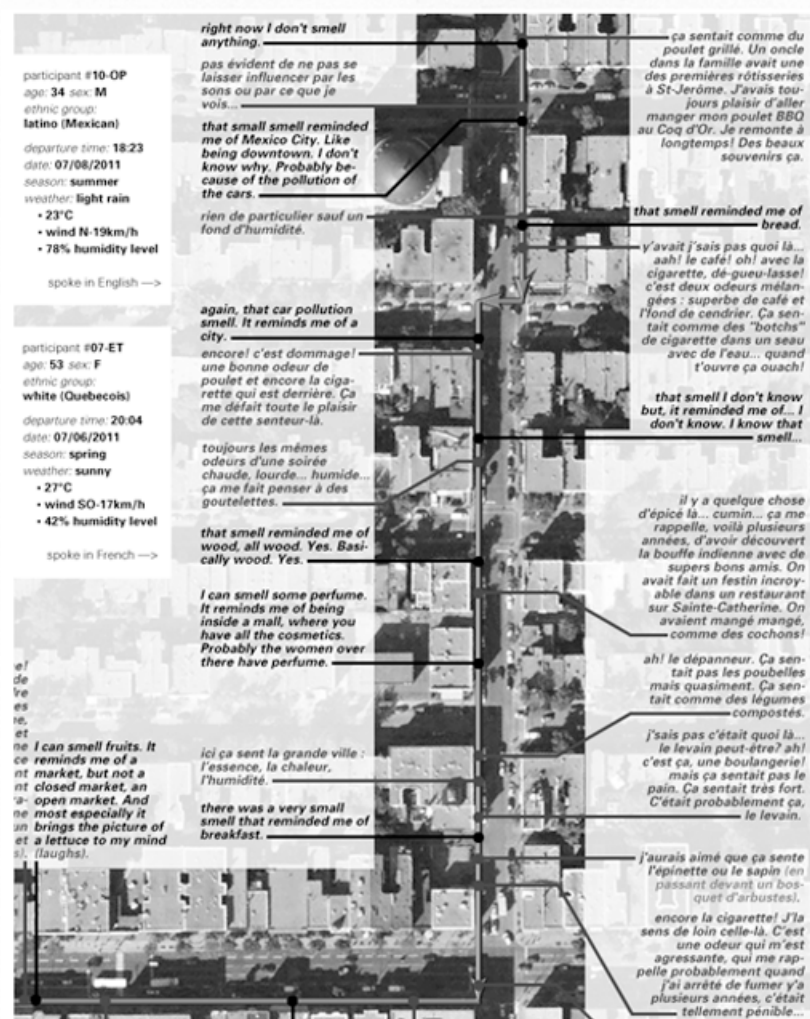 participant #10-OP
age: 34 sex: M
ethnic group:
latino (Mexican)
departure time: 18:23
date: 07/08/2011
season: summer
weather: light rain
• 23°C
• wind N-19km/h
• 78% humidity level
spoke in English —>
participant #07-ET
age: 53 sex: F
ethnic group:
white (Quebecois)
departure time: 20:04
date: 07/06/2011
season: spring
weather: sunny
• 27°C
• wind SO-17km/h
• 42% humidity level
spoke in French —>
right now I don't smell
anything.
pas évident de ne pas se
laisser influencer par les
sons ou par ce que je
vois...
that small smell reminded
me of Mexico City. Like
being downtown. I don't
know why. Probably be-
cause of the pollution of
the cars.
rien de particulier sauf un
fond d'humidité.
again, that car pollution
smell. It reminds me of a
city.
encore! c'est dommage!
une bonne odeur de
poulet et encore la ciga-
rette qui est derrière. Ça
me défait toute le plaisir
de cette senteur-là.
toujours les mêmes
odeurs d'une soirée
chaude, lourde... humide...
ça me fait penser à des
goutelettes.
that smell reminded me of
wood, all wood. Yes. Basi-
cally wood. Yes.
I can smell some perfume.
It reminds me of being
inside a mall, where you
have all the cosmetics.
Probably the women over
there have perfume.
ici ça sent la grande ville :
l'essence, la chaleur,
l'humidité.
there was a very small
smell that reminded me of
breakfast.
I can smell fruits. It
reminds me of a
market, but not a
closed market, an
open market. And
most especially it
brings the picture of
a lettuce to my mind
(laughs).
ça sentait comme du
poulet grillé. Un oncle
dans la famille avait une
des premières rôtisseries
à St-Jerôme. J'avais tou-
jours plaisir d'aller
manger mon poulet BBQ
au Coq d'Or. Je remonte à
longtemps! Des beaux
souvenirs ça.
that smell reminded me of
bread.
y'avait j'sais pas quoi là...
aah! le café! oh! avec la
cigarette, dé-gueu-lasse!
c'est deux odeurs mélan-
gées : superbe de café et
l'fond de cendrier. Ça sen-
tait comme des "botchs"
de cigarette dans un seau
avec de l'eau... quand
t'ouvre ça ouach!
that smell I don't know
but, it reminded me of... I
don't know. I know that
smell...
il y a quelque chose
d'épicé là... cumin... ça me
rappelle, voilà plusieurs
années, d'avoir découvert
la bouffe indienne avec de
supers bons amis. On
avait fait un festin incroy-
able dans un restaurant
sur Sainte-Catherine. On
avaient mangé mangé,
comme des cochons!
ah! le dépanneur. Ça sen-
tait pas les poubelles
mais quasiment. Ça sen-
tait comme des légumes
compostés.
j'sais pas c'était quoi là...
le levain peut-être? ah!
c'est ça, une boulangerie!
mais ça sentait pas le
pain. Ça sentait très fort.
C'était probablement ça,
le levain.
j'aurais aimé que ça sente
l'épinette ou le sapin (en
passant devant un bos-
quet d'arbustes).
encore la cigarette! J'la
sens de loin celle-là. C'est
une odeur qui m'est
agressante, qui me rap-
pelle probablement quand
j'ai arrêté de fumer y'a
plusieurs années, c'était
tellement pénible...